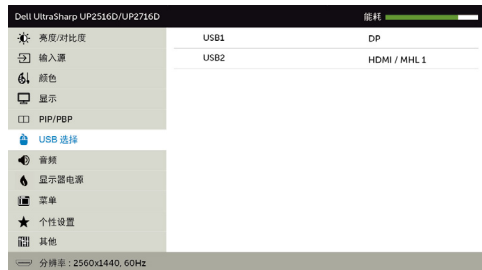 Dell UltraSharp UP2516D/UP2716D 能耗
亮度/对比度 USB1 DP
输入源 USB2 HDMI / MHL 1
颜色
显示
PIP/PBP
USB 选择
音频
显示器电源
菜单
个性设置
其他
分辨率 : 2560x1440, 60Hz